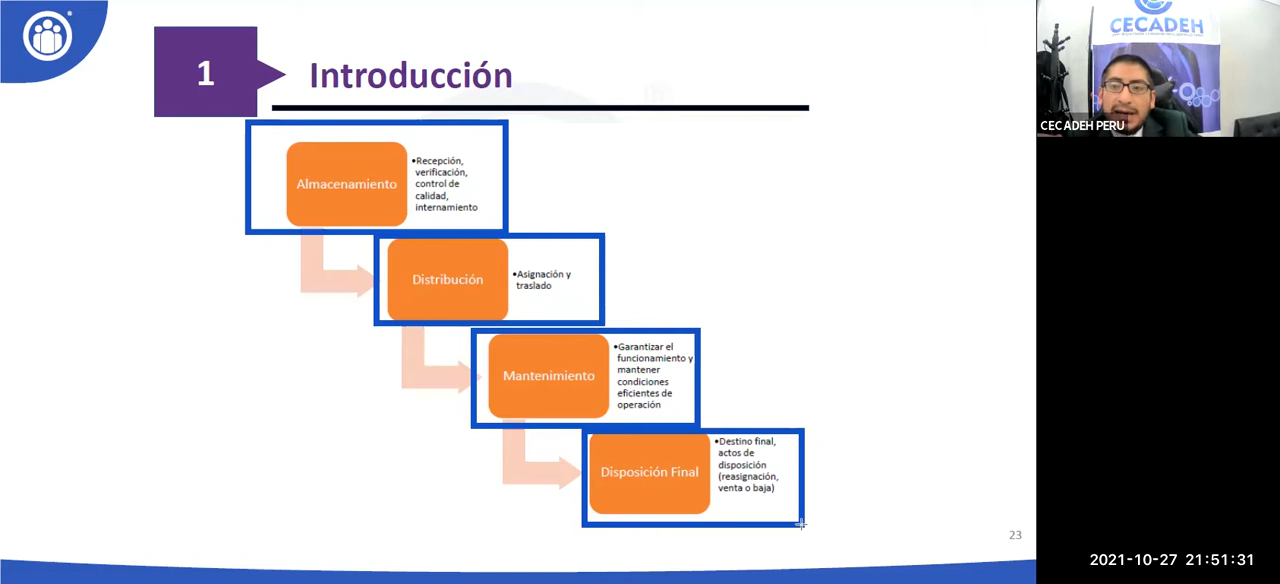 1
Introducción
Almacenamiento
•Recepción,
verificación,
control de
calidad,
internamiento
Distribución
•Asignación y
traslado
Mantenimiento
•Garantizar el
funcionamiento y
mantener
condiciones
eficientes de
operación
Disposición Final
•Destino final,
actos de
disposición
(reasignación,
venta o baja)
23
CECADEH
CECADEH PERU
2021-10-27 21:51:31